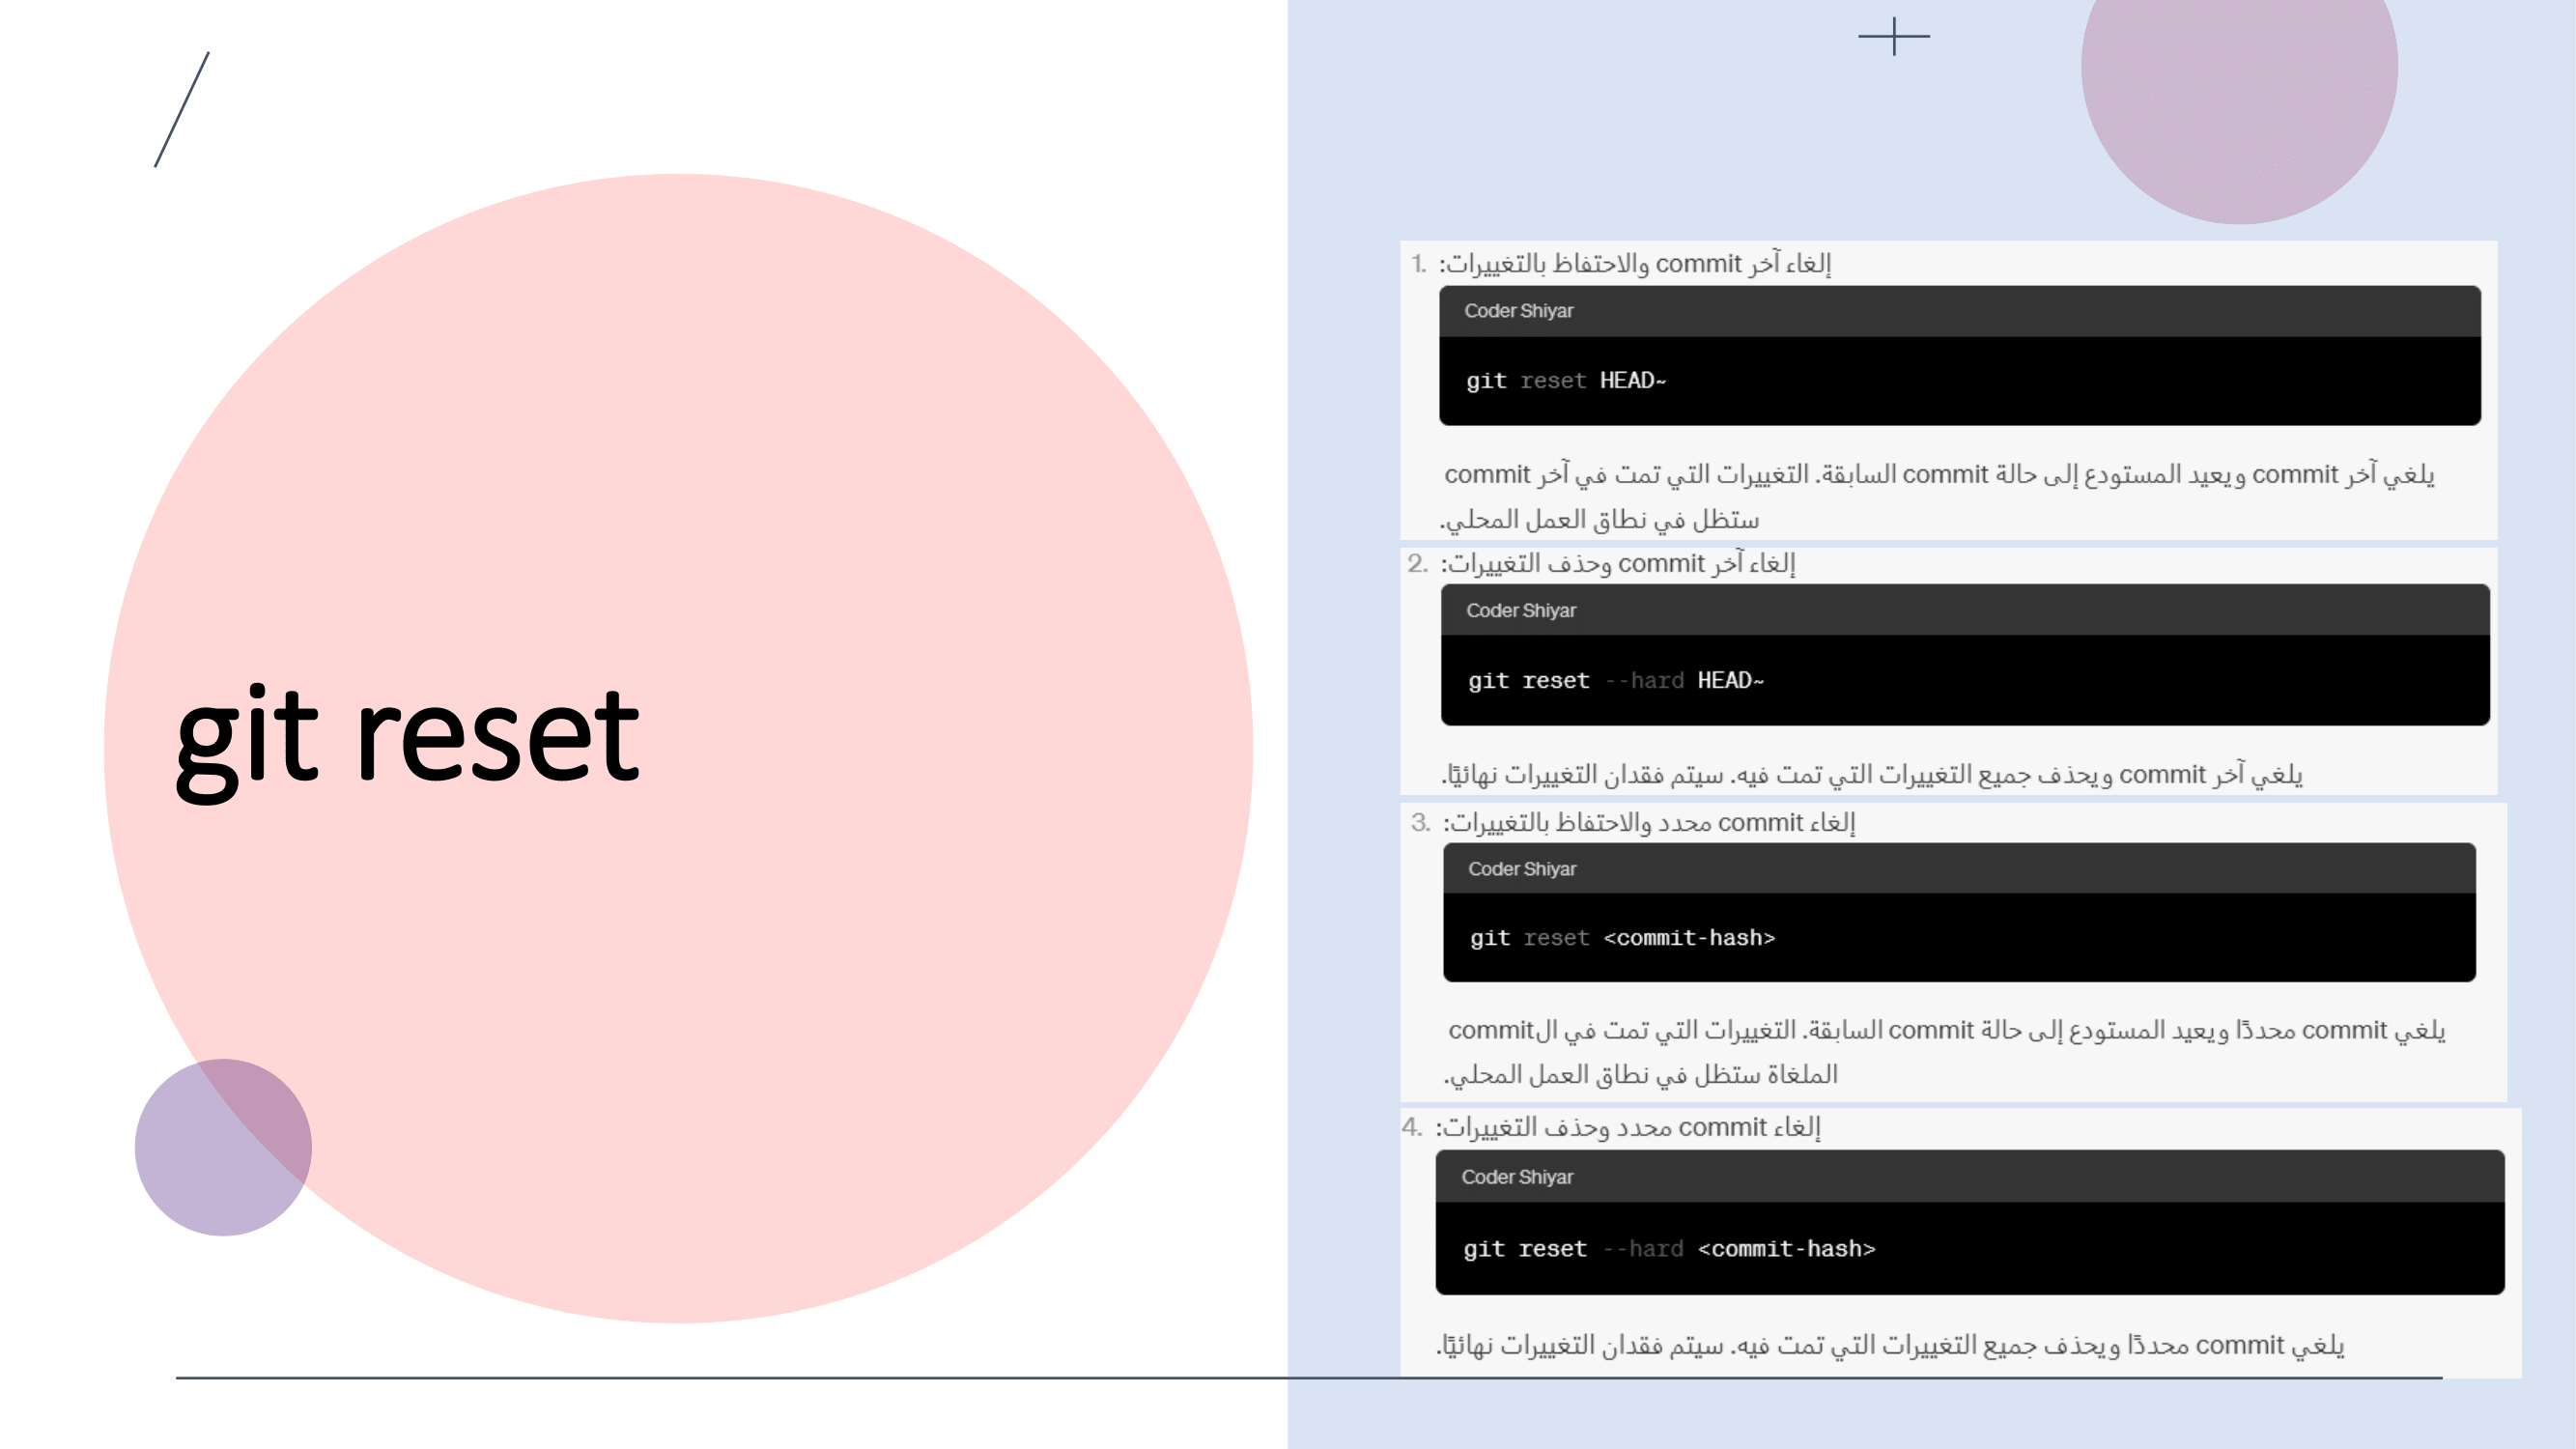 git reset
1. إلغاء آخر commit والاحتفاظ بالتغييرات:
Coder Shiyar
git reset HEAD~
يلغي آخر commit ويعيد المستودع إلى حالة commit السابقة. التغييرات التي تمت في آخر commit
ستظل في نطاق العمل المحلي.
2. إلغاء آخر commit وحذف التغييرات:
Coder Shiyar
git reset --hard HEAD~
يلغي آخر commit ويحذف جميع التغييرات التي تمت فيه. سيتم فقدان التغييرات نهائيًا.
3. إلغاء commit محدد والاحتفاظ بالتغييرات:
Coder Shiyar
git reset <commit-hash>
يلغي commit محددًا ويعيد المستودع إلى حالة commit السابقة. التغييرات التي تمت في الcommit
الملغاة ستظل في نطاق العمل المحلي.
4. إلغاء commit محدد وحذف التغييرات:
Coder Shiyar
git reset --hard <commit-hash>
يلغي commit محددًا ويحذف جميع التغييرات التي تمت فيه. سيتم فقدان التغييرات نهائيًا.